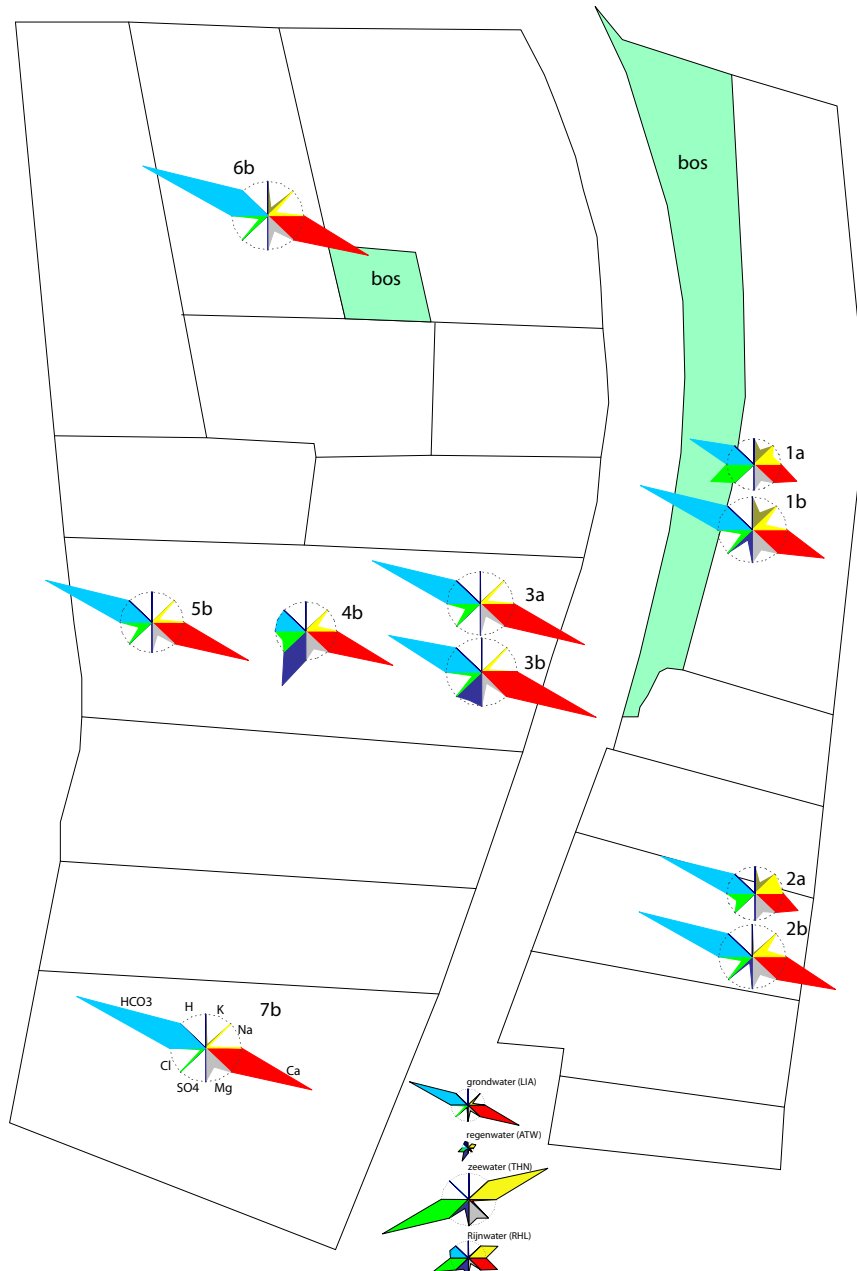 6b
bos
bos
1a
1b
3a
5b
4b
3b
2a
2b
HCO3
H
K
7b
Na
Cl
Ca
SO4
Mg
grondwater (LIA)
regenwater (ATW)
zeewater (THN)
Rijnwater (RHL)